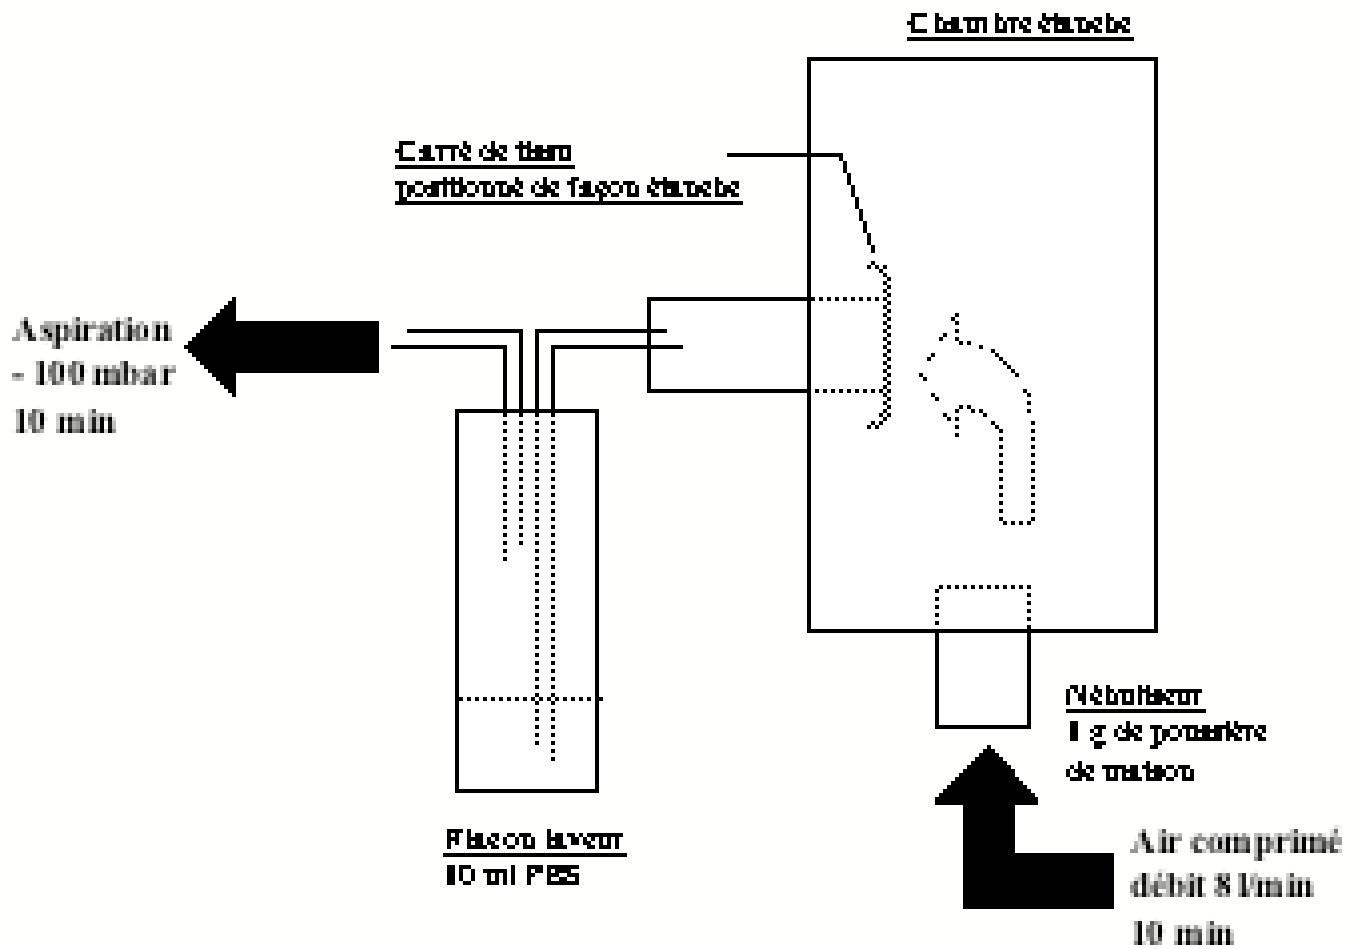 Chambre étanche
Carré de tissu
positionné de façon étanche
Aspiration
- 100 mbar
10 min
Nébuliseur
1 g de poussière
de maison
Flacon laveur
10 ml PBS
Air comprimé
débit 8 l/min
10 min